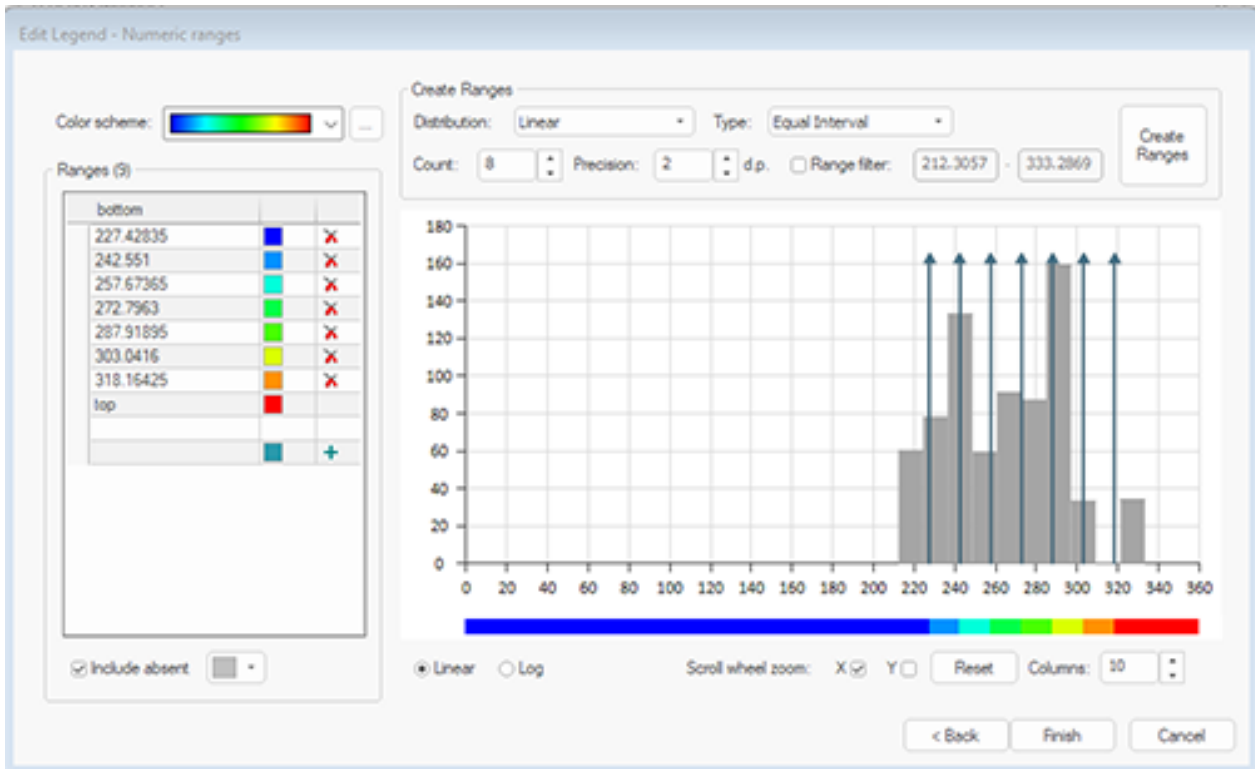 Edit Legend - Numeric ranges
Color scheme:
...
Ranges (9)
bottom
227.42835
242.551
257.67365
272.7963
287.91895
303.0416
318.16425
top
Include absent
Create Ranges
Distribution: Linear Type: Equal Interval
Count: 8 Precision: 2 d.p. Range filter: 212.3057 - 333.2869
Create
Ranges
180
160
140
120
100
80
60
40
20
0
0 20 40 60 80 100 120 140 160 180 200 220 240 260 280 300 320 340 360
Linear Log Scroll wheel zoom: X Y Reset Columns: 10
< Back Finish Cancel